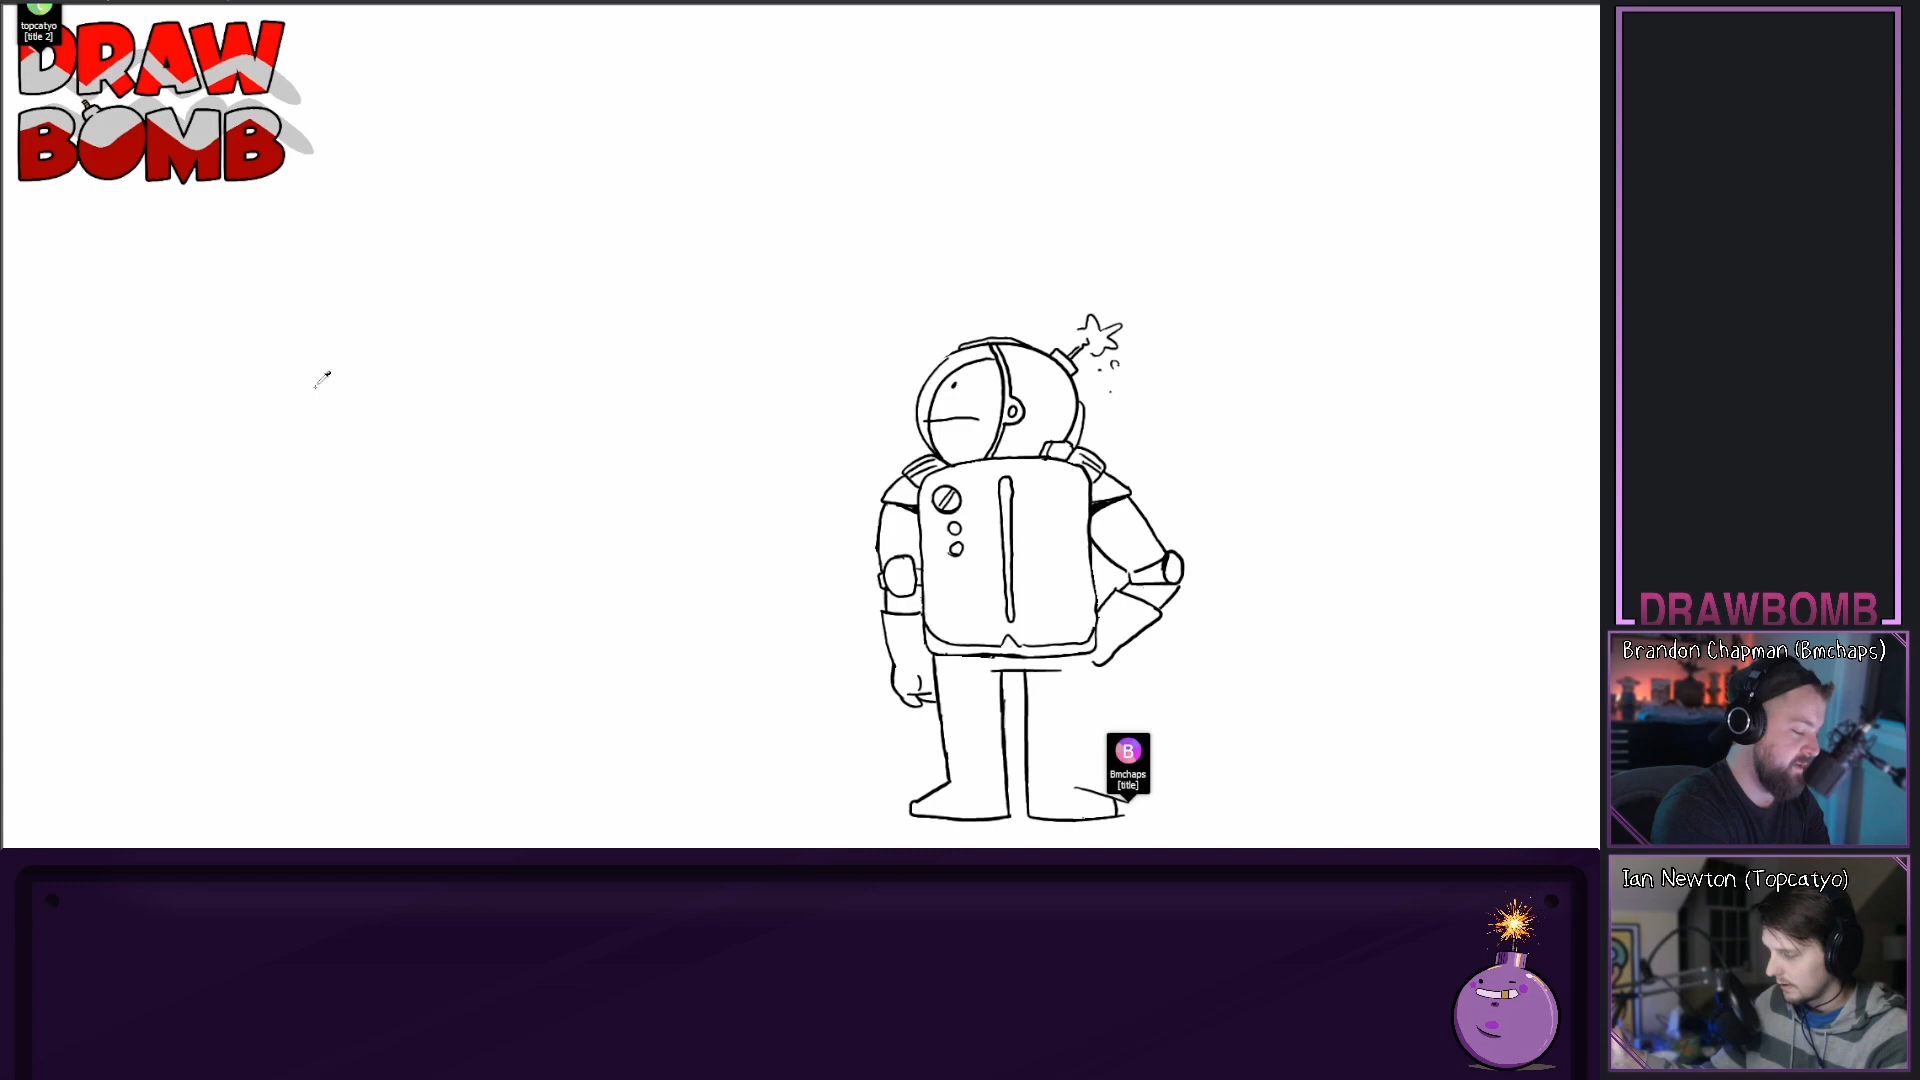 topcatyo
[title 2]
DRAW
BOMB
B
Bmchaps
[title]
DRAWBOMB
Brandon Chapman (Bmchaps)
Ian Newton (Topcatyo)